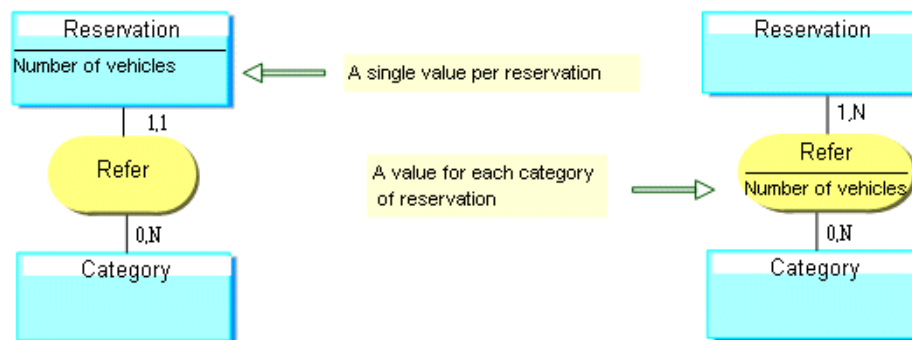 Reservation
Number of vehicles
A single value per reservation
1,1
Refer
0,N
Category
Reservation
1,N
A value for each category
of reservation
Refer
Number of vehicles
0,N
Category